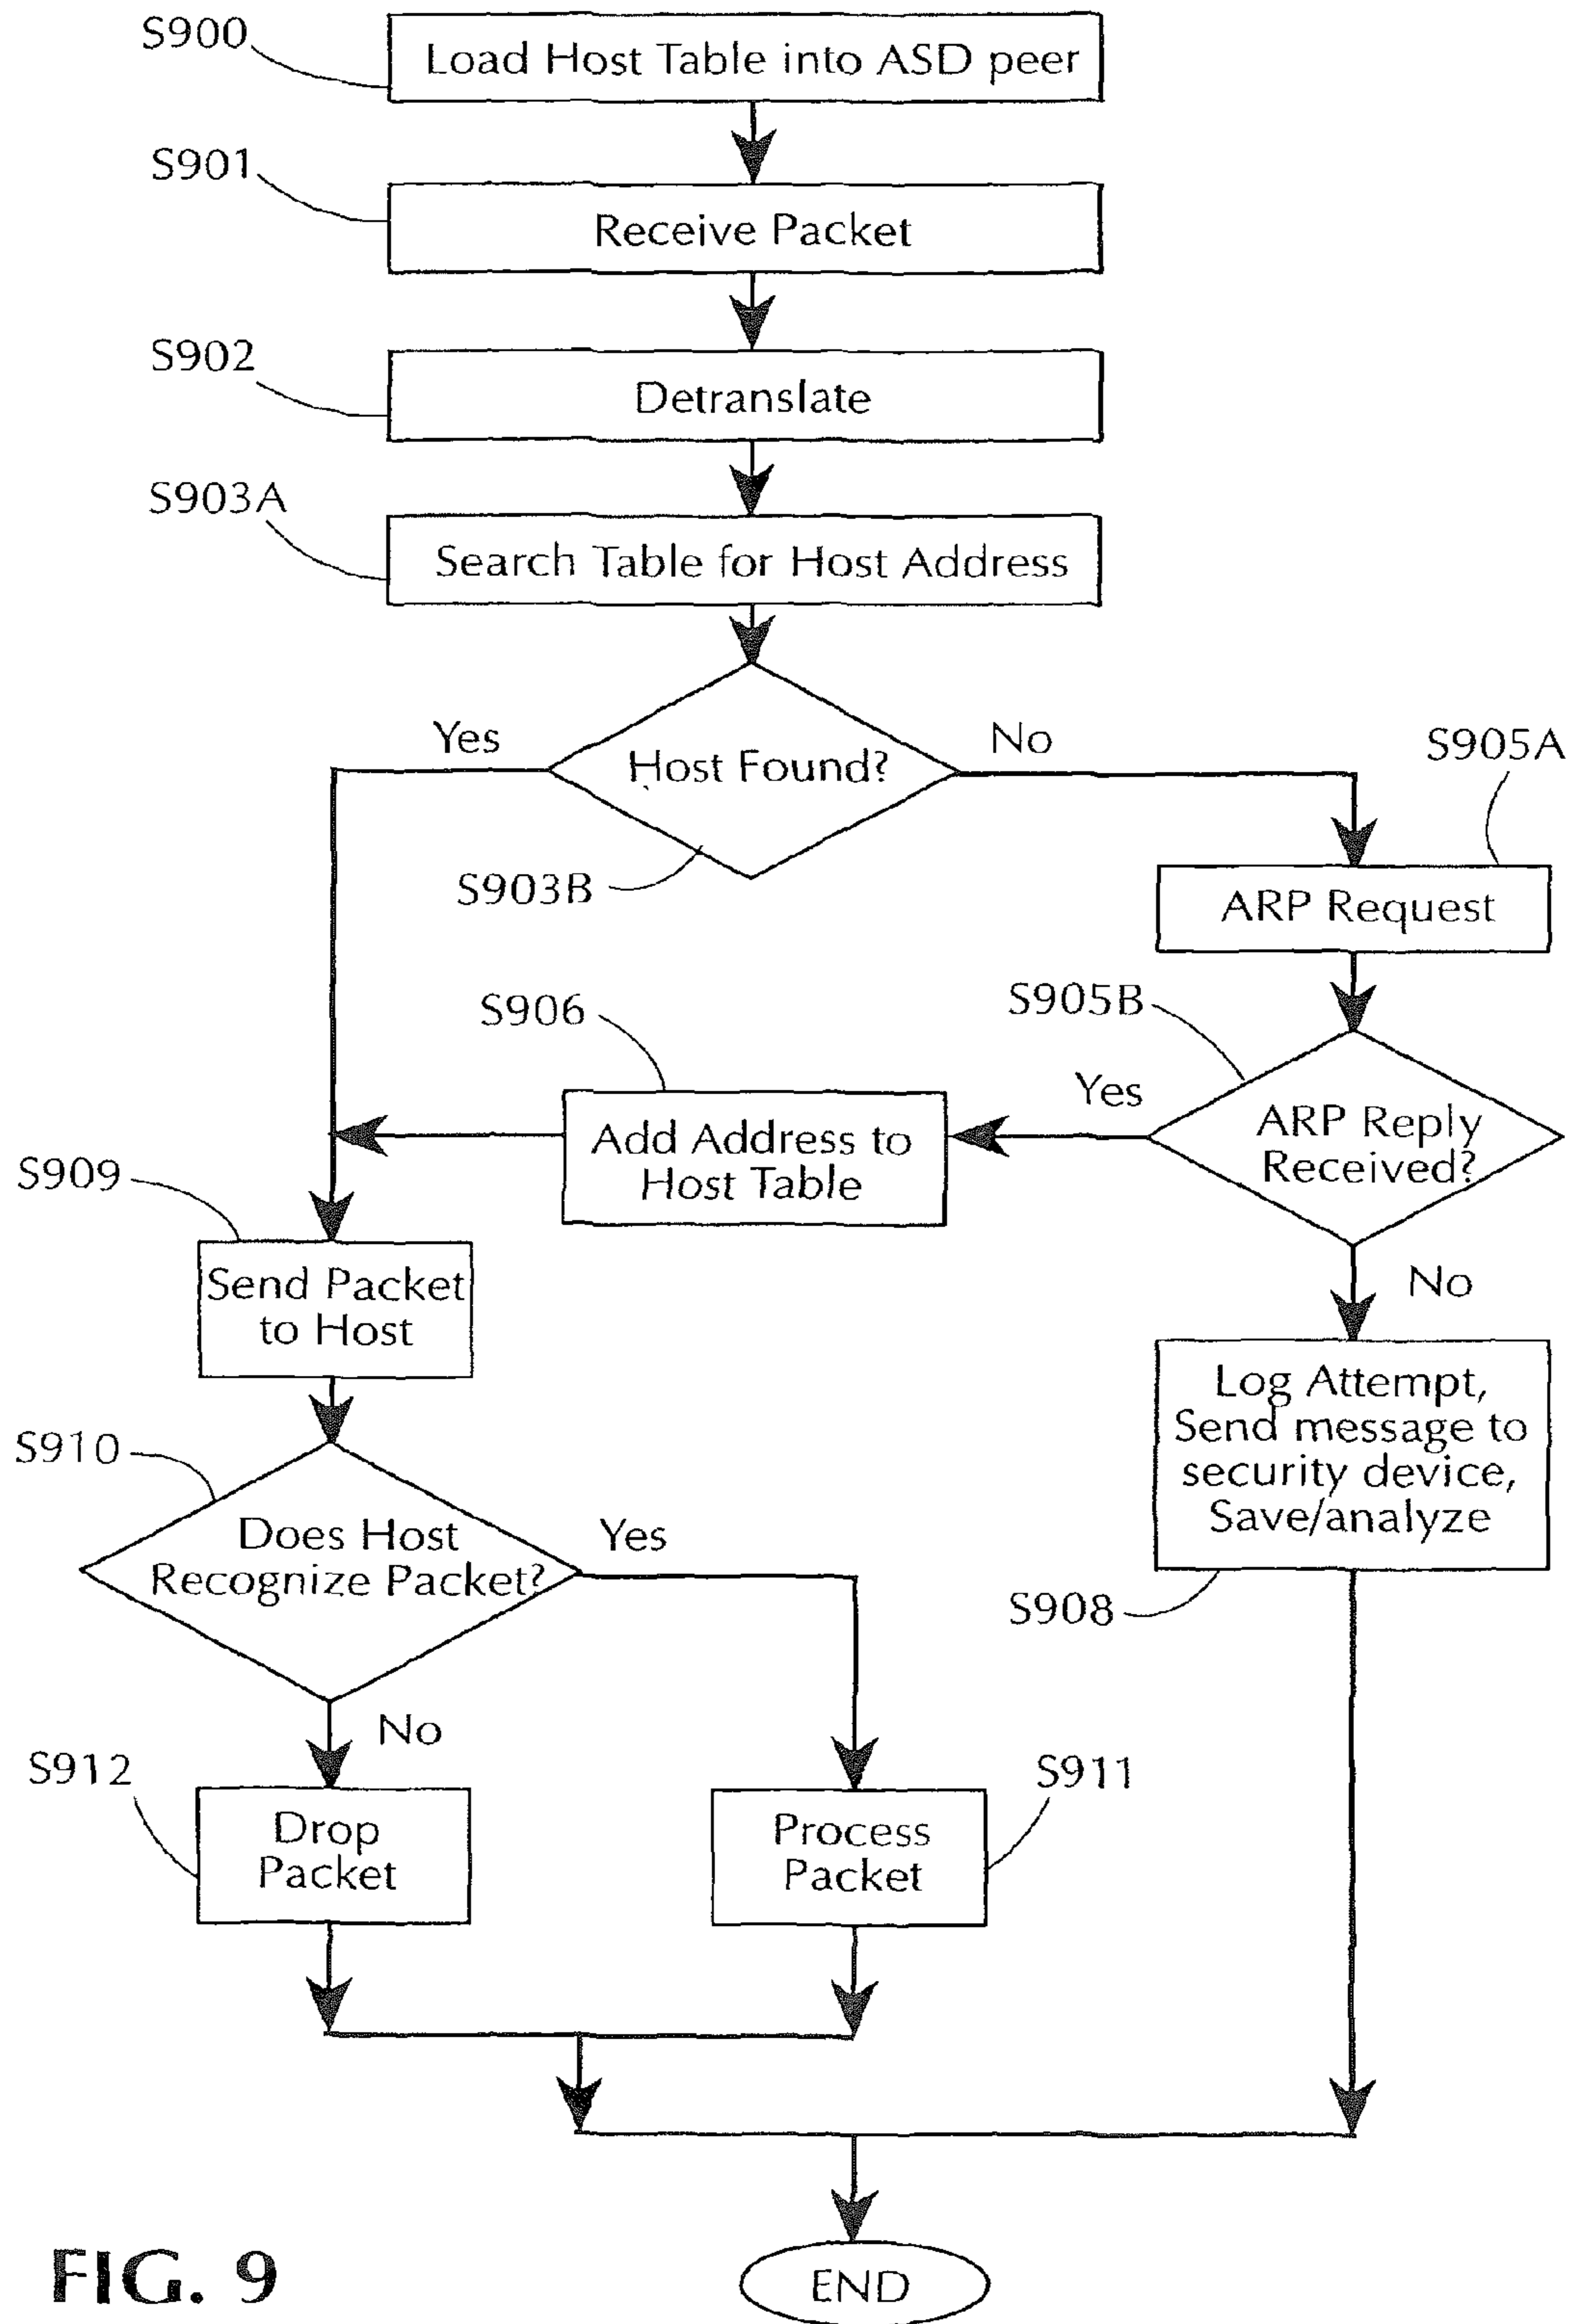 S900
Load Host Table into ASD peer
S901
Receive Packet
S902
Detranslate
S903A
Search Table for Host Address
Yes
Host Found?
No
S903B
S905A
ARP Request
S905B
S906
Yes
ARP Reply
Received?
Add Address to
Host Table
S909
No
Send Packet
to Host
Log Attempt,
Send message to
security device,
Save/analyze
S908
S910
Does Host
Recognize Packet?
Yes
No
S912
Drop
Packet
S911
Process
Packet
END
FIG. 9